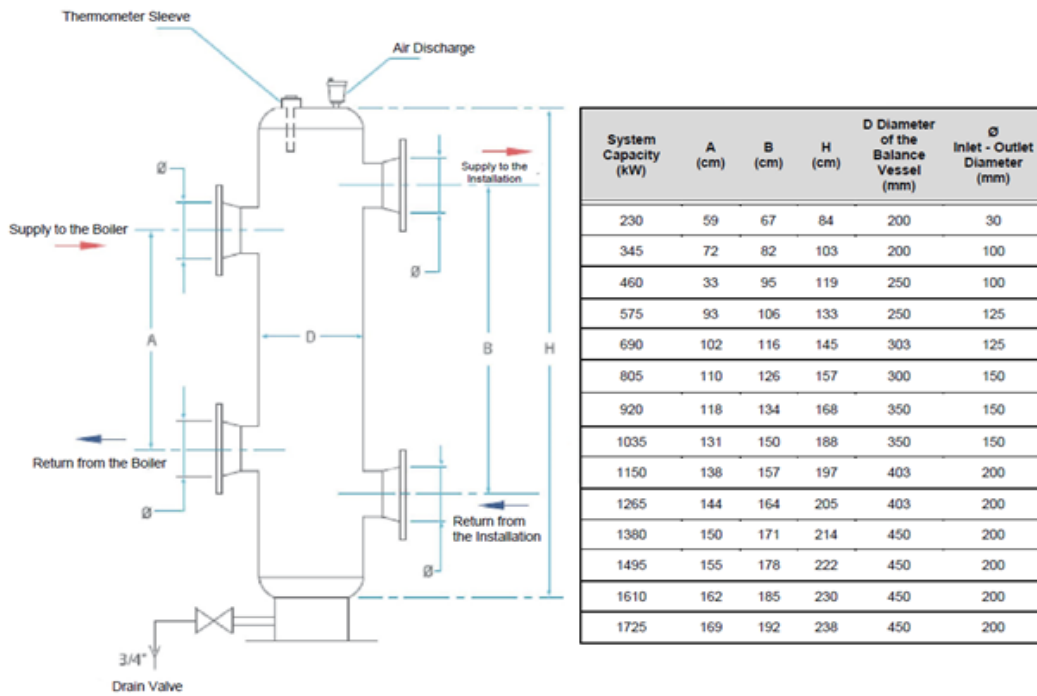 Thermometer Sleeve
Air Discharge
Ø
Supply to the
Installation
Supply to the Boiler
Ø
A
D
B
H
Return from the Boiler
Ø
Return from
the Installation
Ø
3/4"
Drain Valve
System Capacity (kW) A (cm) B (cm) H (cm) D Diameter of the Balance Vessel (mm) Ø Inlet - Outlet Diameter (mm)
230 59 67 84 200 30
345 72 82 103 200 100
460 33 95 119 250 100
575 93 106 133 250 125
690 102 116 145 303 125
805 110 126 157 300 150
920 118 134 168 350 150
1035 131 150 188 350 150
1150 138 157 197 403 200
1265 144 164 205 403 200
1380 150 171 214 450 200
1495 155 178 222 450 200
1610 162 185 230 450 200
1725 169 192 238 450 200